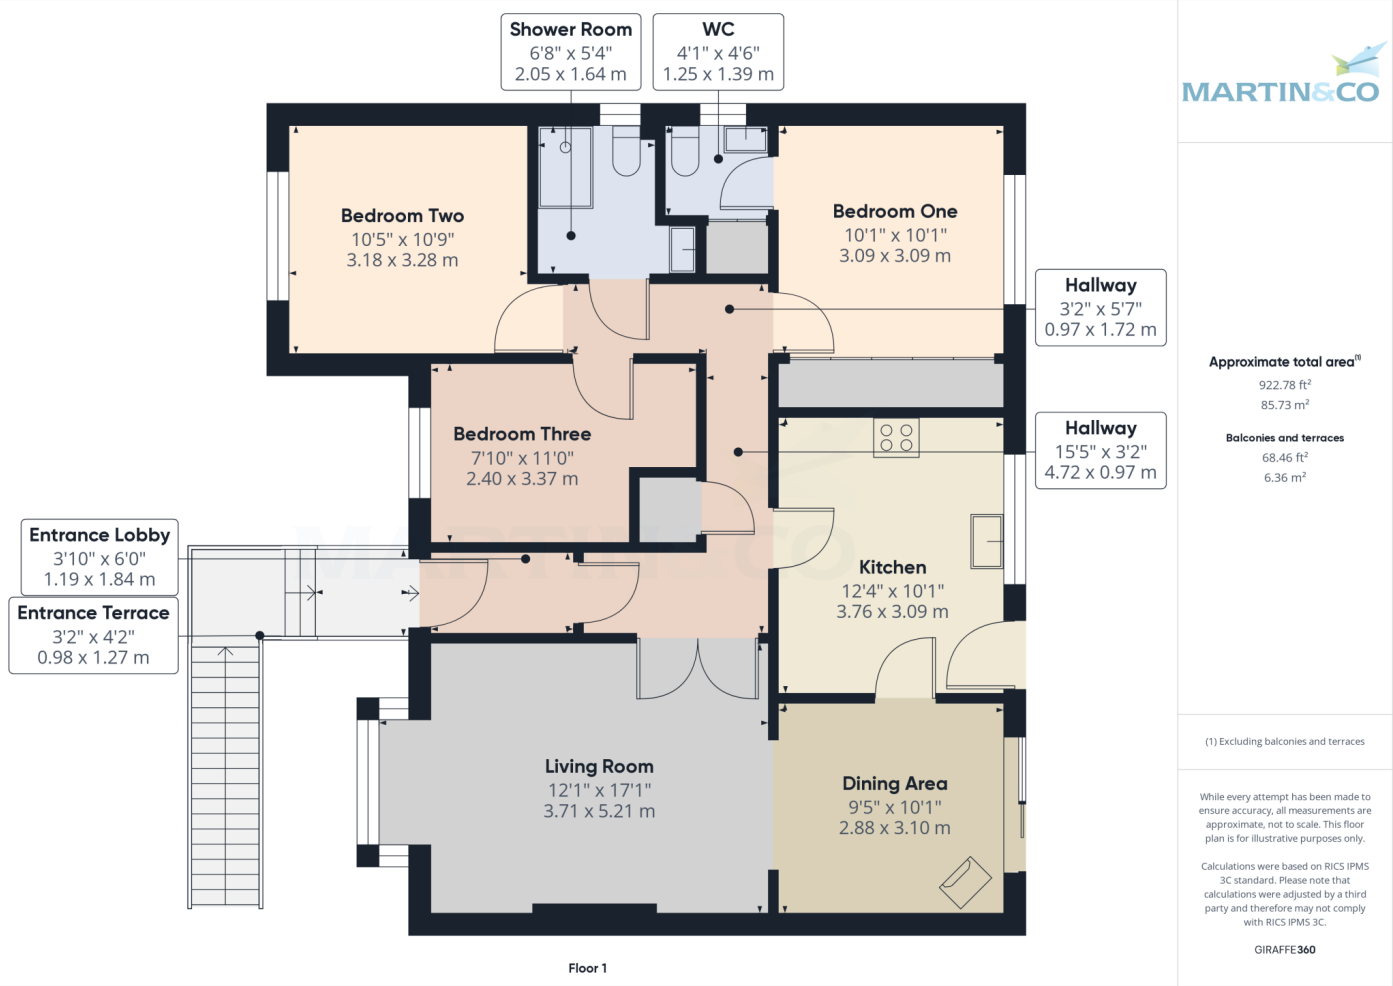 Shower Room
6'8" x 5'4"
2.05 x 1.64 m
WC
4'1" x 4'6"
1.25 x 1.39 m
MARTIN&CO
Bedroom Two
10'5" x 10'9"
3.18 x 3.28 m
Bedroom One
10'1" x 10'1"
3.09 x 3.09 m
Hallway
3'2" x 5'7"
0.97 x 1.72 m
Hallway
15'5" x 3'2"
4.72 x 0.97 m
Bedroom Three
7'10" x 11'0"
2.40 x 3.37 m
Entrance Lobby
3'10" x 6'0"
1.19 x 1.84 m
Entrance Terrace
3'2" x 4'2"
0.98 x 1.27 m
MARTIN&CO
Kitchen
12'4" x 10'1"
3.76 x 3.09 m
Living Room
12'1" x 17'1"
3.71 x 5.21 m
Dining Area
9'5" x 10'1"
2.88 x 3.10 m
Floor 1
Approximate total area(1)
922.78 ft²
85.73 m²
Balconies and terraces
68.46 ft²
6.36 m²
(1) Excluding balconies and terraces
While every attempt has been made to
ensure accuracy, all measurements are
approximate, not to scale. This floor
plan is for illustrative purposes only.
Calculations were based on RICS IPMS
3C standard. Please note that
calculations were adjusted by a third
party and therefore may not comply
with RICS IPMS 3C.
GIRAFFE360